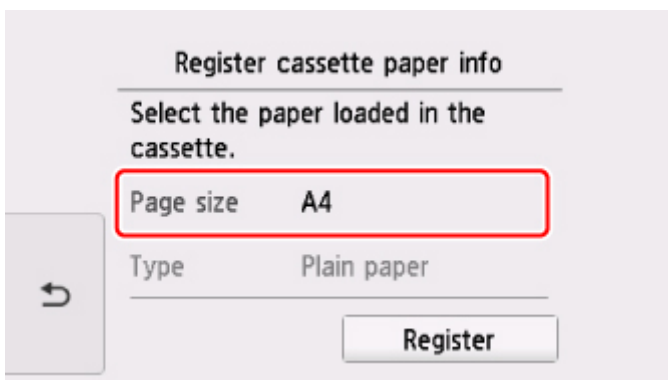 Register cassette paper info
Select the paper loaded in the
cassette.
Page size A4
Type Plain paper
Register